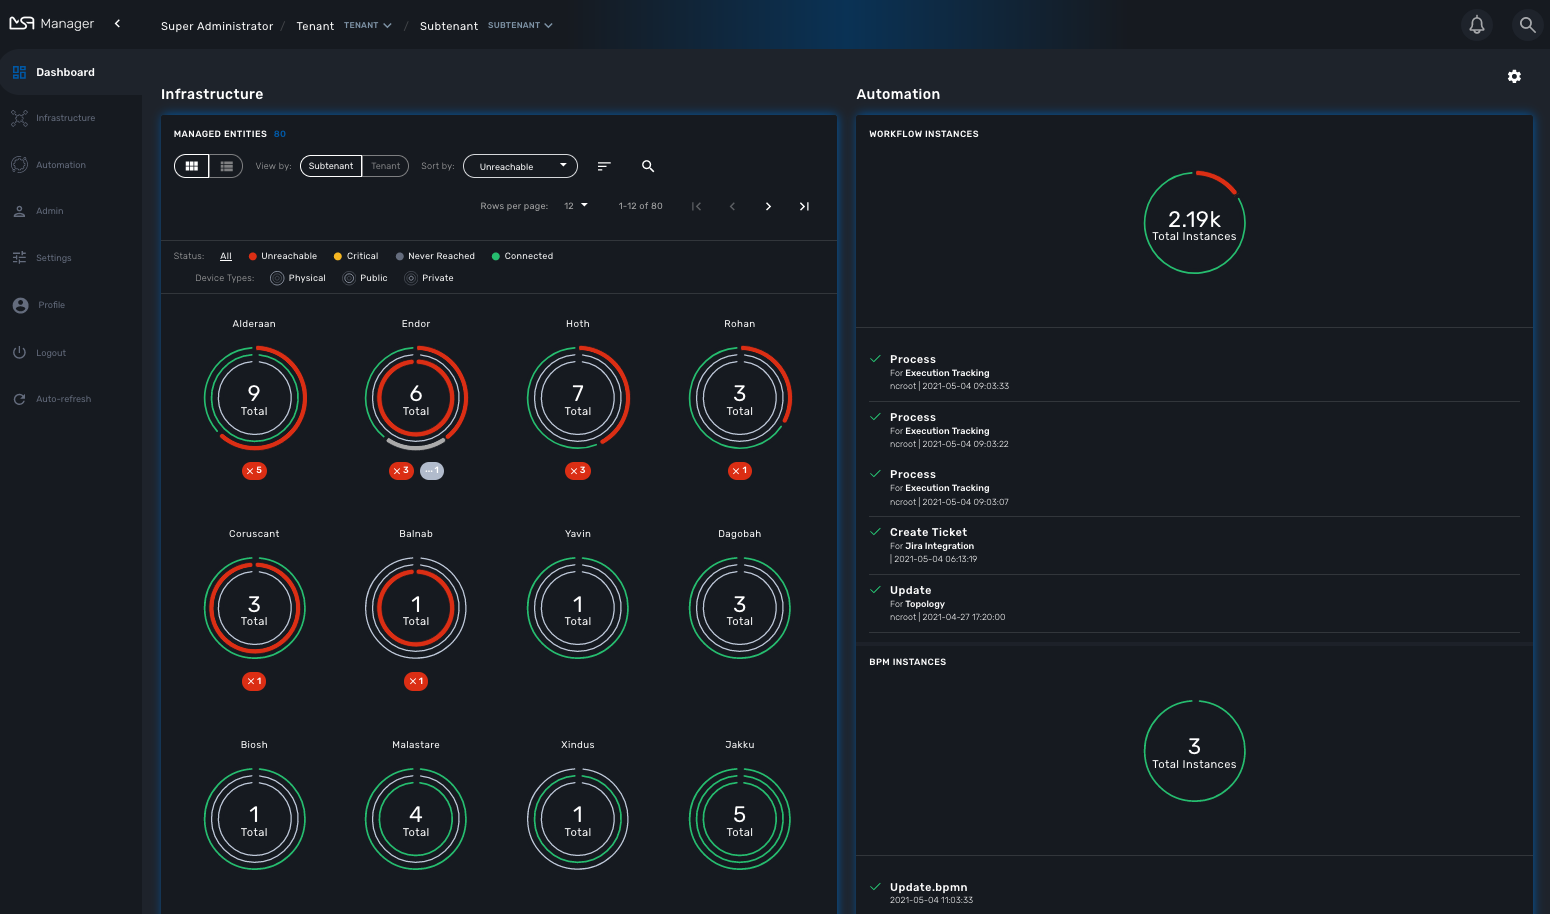 MSA Manager
Super Administrator / Tenant TENANT / Subtenant SUBTENANT
Dashboard
Infrastructure
Automation
Admin
Settings
Profile
Logout
Auto-refresh
Infrastructure
MANAGED ENTITIES 80
View by: Subtenant Tenant Sort by: Unreachable
Rows per page: 12 1-12 of 80
Status: All Unreachable Critical Never Reached Connected
Device Types: Physical Public Private
Alderaan Endor Hoth Rohan
9 6 7 3
Total Total Total Total
× 5 × 3 ··· 1 × 3 × 1
Coruscant Balnab Yavin Dagobah
3 1 1 3
Total Total Total Total
× 1 × 1
Biosh Malastare Xindus Jakku
1 4 1 5
Total Total Total Total
Automation
WORKFLOW INSTANCES
2.19k
Total Instances
Process
For Execution Tracking
ncroot | 2021-05-04 09:03:33
Process
For Execution Tracking
ncroot | 2021-05-04 09:03:22
Process
For Execution Tracking
ncroot | 2021-05-04 09:03:07
Create Ticket
For Jira Integration
| 2021-05-04 06:13:19
Update
For Topology
ncroot | 2021-04-27 17:20:00
BPM INSTANCES
3
Total Instances
Update.bpmn
2021-05-04 11:03:33